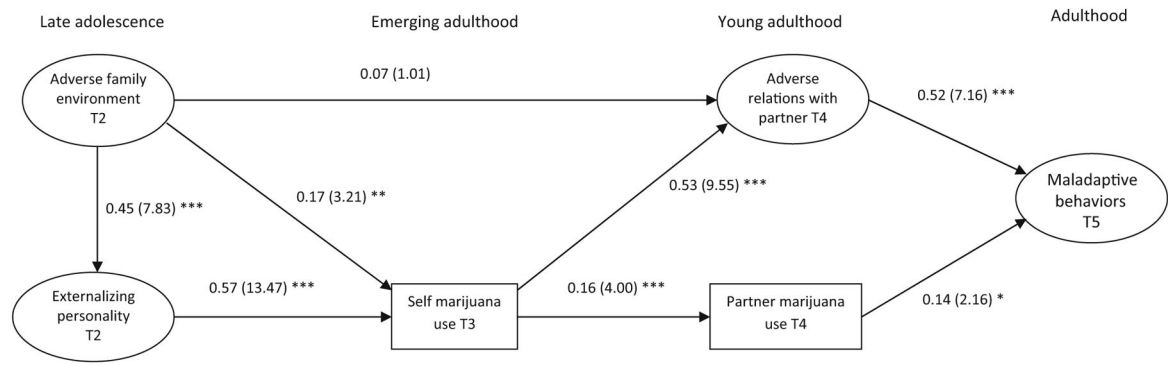 Late adolescence
Emerging adulthood
Young adulthood
Adulthood
Adverse family
environment
T2
0.07 (1.01)
Adverse
relations with
partner T4
0.52 (7.16) ***
0.45 (7.83) ***
0.17 (3.21) **
0.53 (9.55) ***
Maladaptive
behaviors
T5
Externalizing
personality
T2
0.57 (13.47) ***
Self marijuana
use T3
0.16 (4.00) ***
Partner marijuana
use T4
0.14 (2.16) *